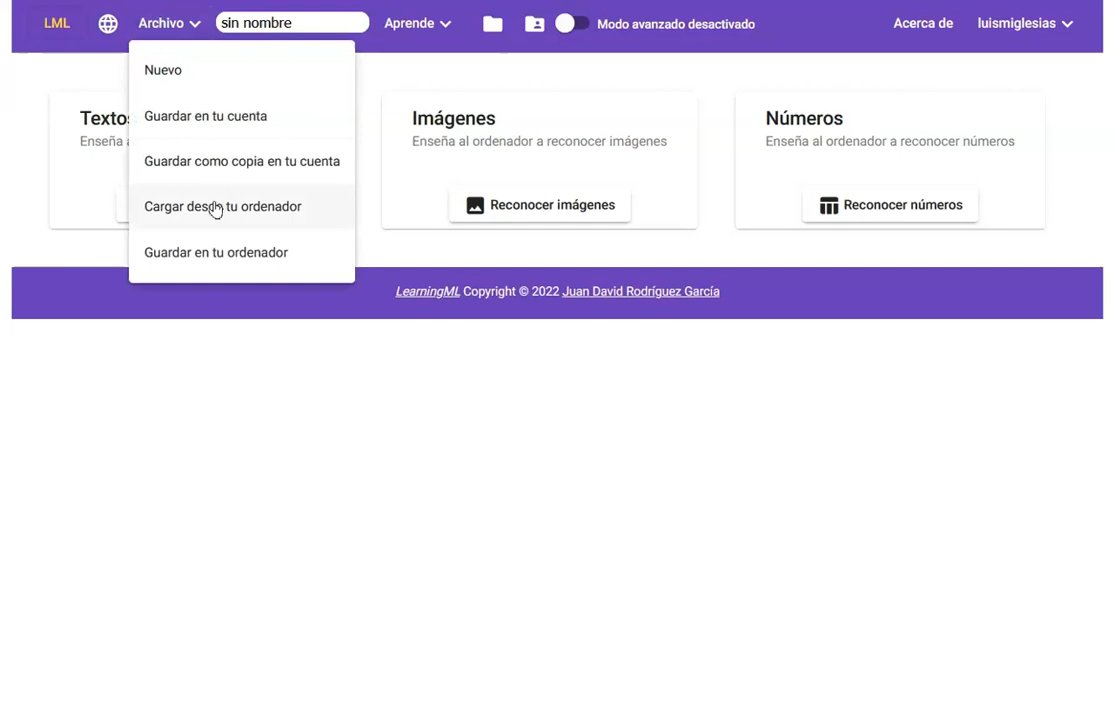 LML Archivo sin nombre Aprende Modo avanzado desactivado Acerca de luismiglesias
Nuevo
Guardar en tu cuenta
Guardar como copia en tu cuenta
Cargar desde tu ordenador
Guardar en tu ordenador
Textos
Enseña
Imágenes
Enseña al ordenador a reconocer imágenes
Reconocer imágenes
Números
Enseña al ordenador a reconocer números
Reconocer números
LearningML Copyright © 2022 Juan David Rodríguez García